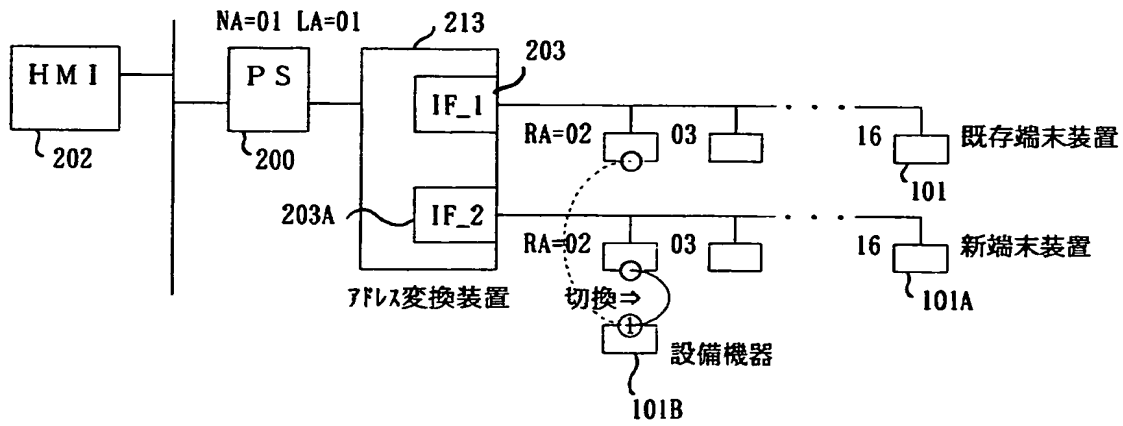 NA=01 LA=01
213
203
HMI
PS
IF_1
RA=02
03
16
既存端末装置
202
200
101
203A
IF_2
RA=02
03
16
新端末装置
アドレス変換装置
切換⇒
101A
1
設備機器
101B